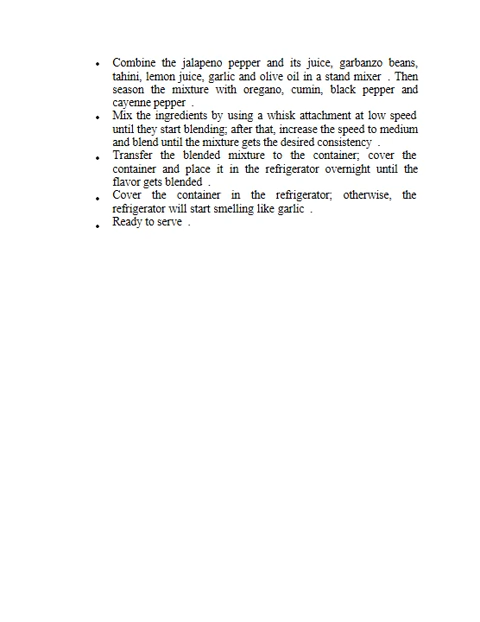 • Combine the jalapeno pepper and its juice, garbanzo beans,
tahini, lemon juice, garlic and olive oil in a stand mixer . Then
season the mixture with oregano, cumin, black pepper and
cayenne pepper .
• Mix the ingredients by using a whisk attachment at low speed
until they start blending; after that, increase the speed to medium
and blend until the mixture gets the desired consistency .
• Transfer the blended mixture to the container; cover the
container and place it in the refrigerator overnight until the
flavor gets blended .
• Cover the container in the refrigerator; otherwise, the
refrigerator will start smelling like garlic .
• Ready to serve .